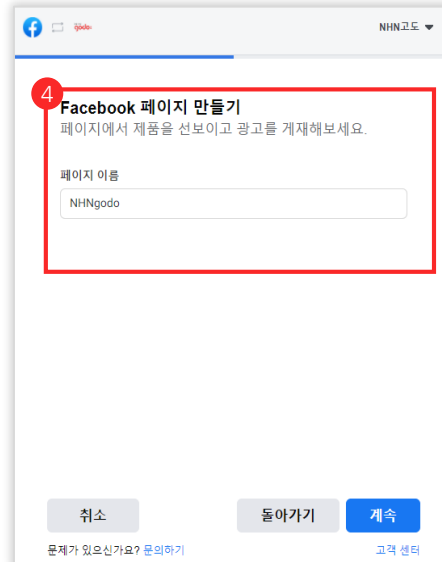 godo:
NHN고도
4
Facebook 페이지 만들기
페이지에서 제품을 선보이고 광고를 게재해보세요.
페이지 이름
NHNgodo
취소
돌아가기
계속
문제가 있으신가요? 문의하기
고객 센터